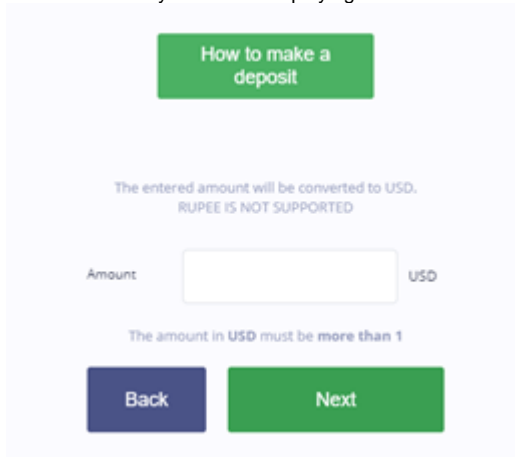 How to make a
deposit
The entered amount will be converted to USD.
RUPEE IS NOT SUPPORTED
Amount USD
The amount in USD must be more than 1
Back Next